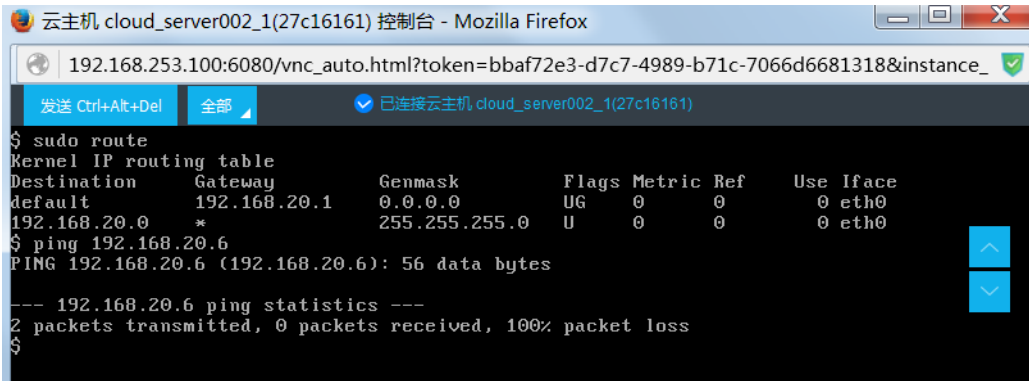 云主机 cloud_server002_1(27c16161) 控制台 - Mozilla Firefox
192.168.253.100:6080/vnc_auto.html?token=bbaf72e3-d7c7-4989-b71c-7066d6681318&instance_
发送 Ctrl+Alt+Del 全部 已连接云主机 cloud_server002_1(27c16161)
$ sudo route
Kernel IP routing table
Destination Gateway Genmask Flags Metric Ref Use Iface
default 192.168.20.1 0.0.0.0 UG 0 0 0 eth0
192.168.20.0 * 255.255.255.0 U 0 0 0 eth0
$ ping 192.168.20.6
PING 192.168.20.6 (192.168.20.6): 56 data bytes
--- 192.168.20.6 ping statistics ---
2 packets transmitted, 0 packets received, 100% packet loss
$